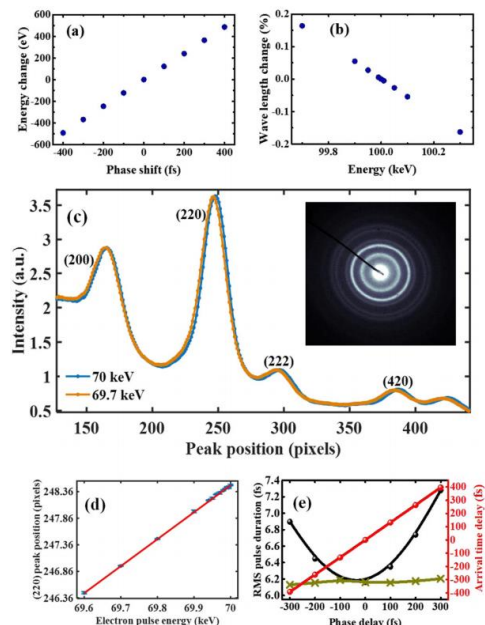 600
400
200
0
-200
-400
-600
Energy change (eV)
(a)
-400 -200 0 200 400
Phase shift (fs)
0.2
0.1
0.0
-0.1
-0.2
Wave length change (%)
(b)
99.8 100.0 100.2
Energy (keV)
3.5
3
2.5
2
1.5
1
0.5
Intensity (a.u.)
(c)
(200)
(220)
(222)
(420)
70 keV
69.7 keV
150 200 250 300 350 400
Peak position (pixels)
248.36
247.86
247.36
246.86
246.36
(220) peak position (pixels)
(d)
69.6 69.7 69.8 69.9 70
Electron pulse energy (keV)
7.4
7.2
7.0
6.8
6.6
6.4
6.2
6.0
RMS pulse duration (fs)
(e)
400
300
200
100
0
-100
-200
-300
-400
Arrival time delay (fs)
-300 -200 -100 0 100 200 300
Phase delay (fs)